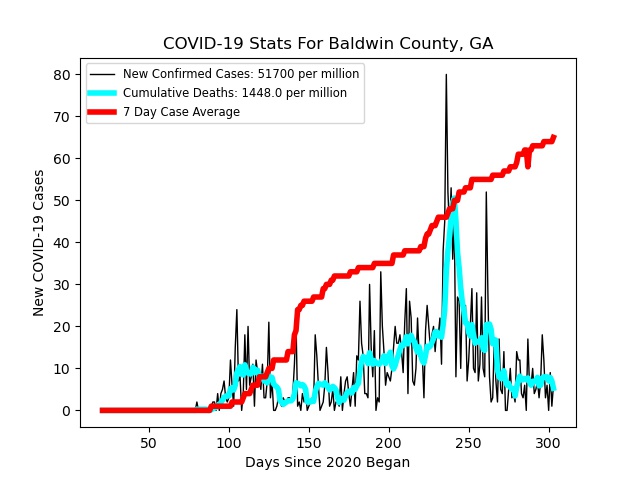 COVID-19 Stats For Baldwin County, GA
New Confirmed Cases: 51700 per million
Cumulative Deaths: 1448.0 per million
7 Day Case Average
New COVID-19 Cases
80
70
60
50
40
30
20
10
0
50 100 150 200 250 300
Days Since 2020 Began